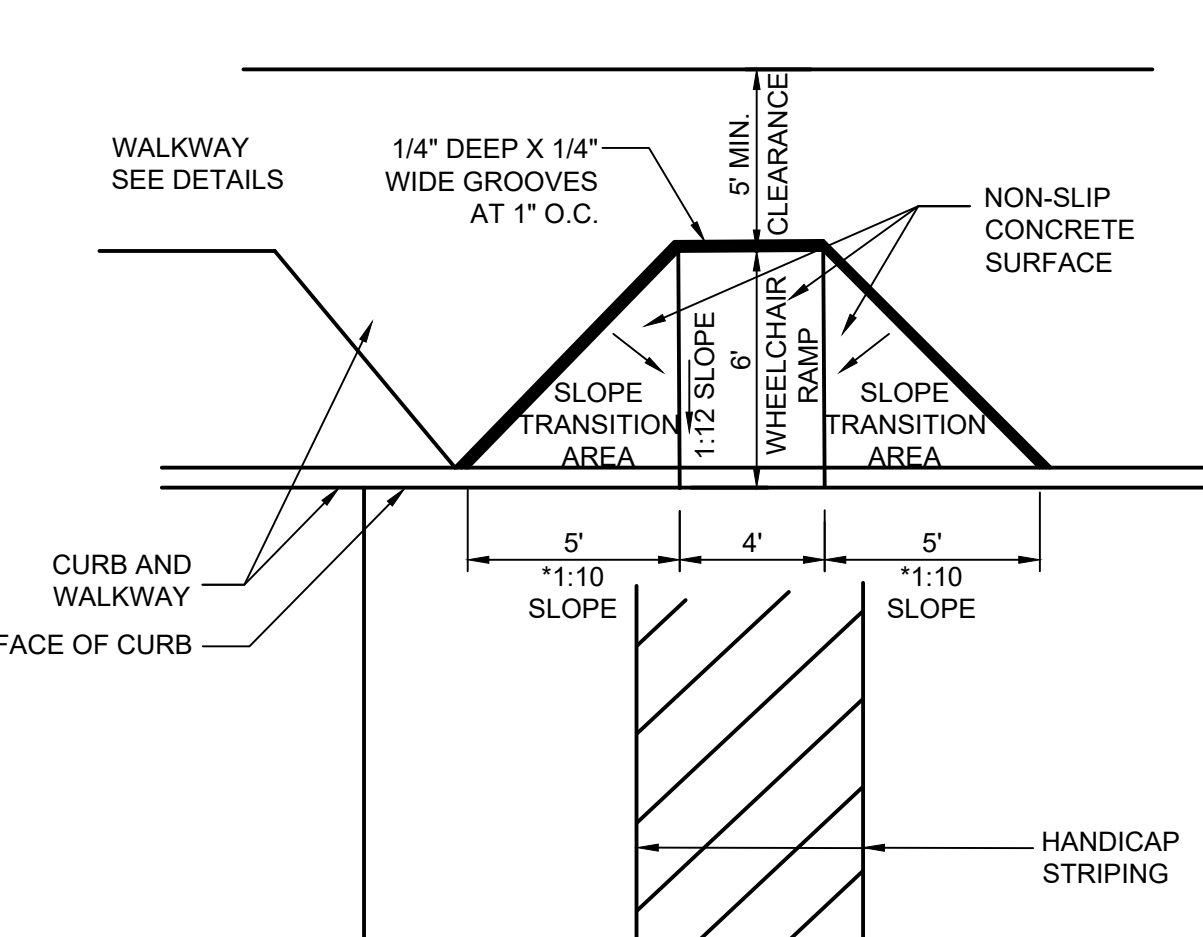 WALKWAY
SEE DETAILS
1/4" DEEP X 1/4"
WIDE GROOVES
AT 1" O.C.
5' MIN.
CLEARANCE
NON-SLIP
CONCRETE
SURFACE
SLOPE
TRANSITION
AREA
1:12 SLOPE
6'
WHEELCHAIR
RAMP
SLOPE
TRANSITION
AREA
CURB AND
WALKWAY
FACE OF CURB
5'
*1:10
SLOPE
4'
5'
*1:10
SLOPE
HANDICAP
STRIPING